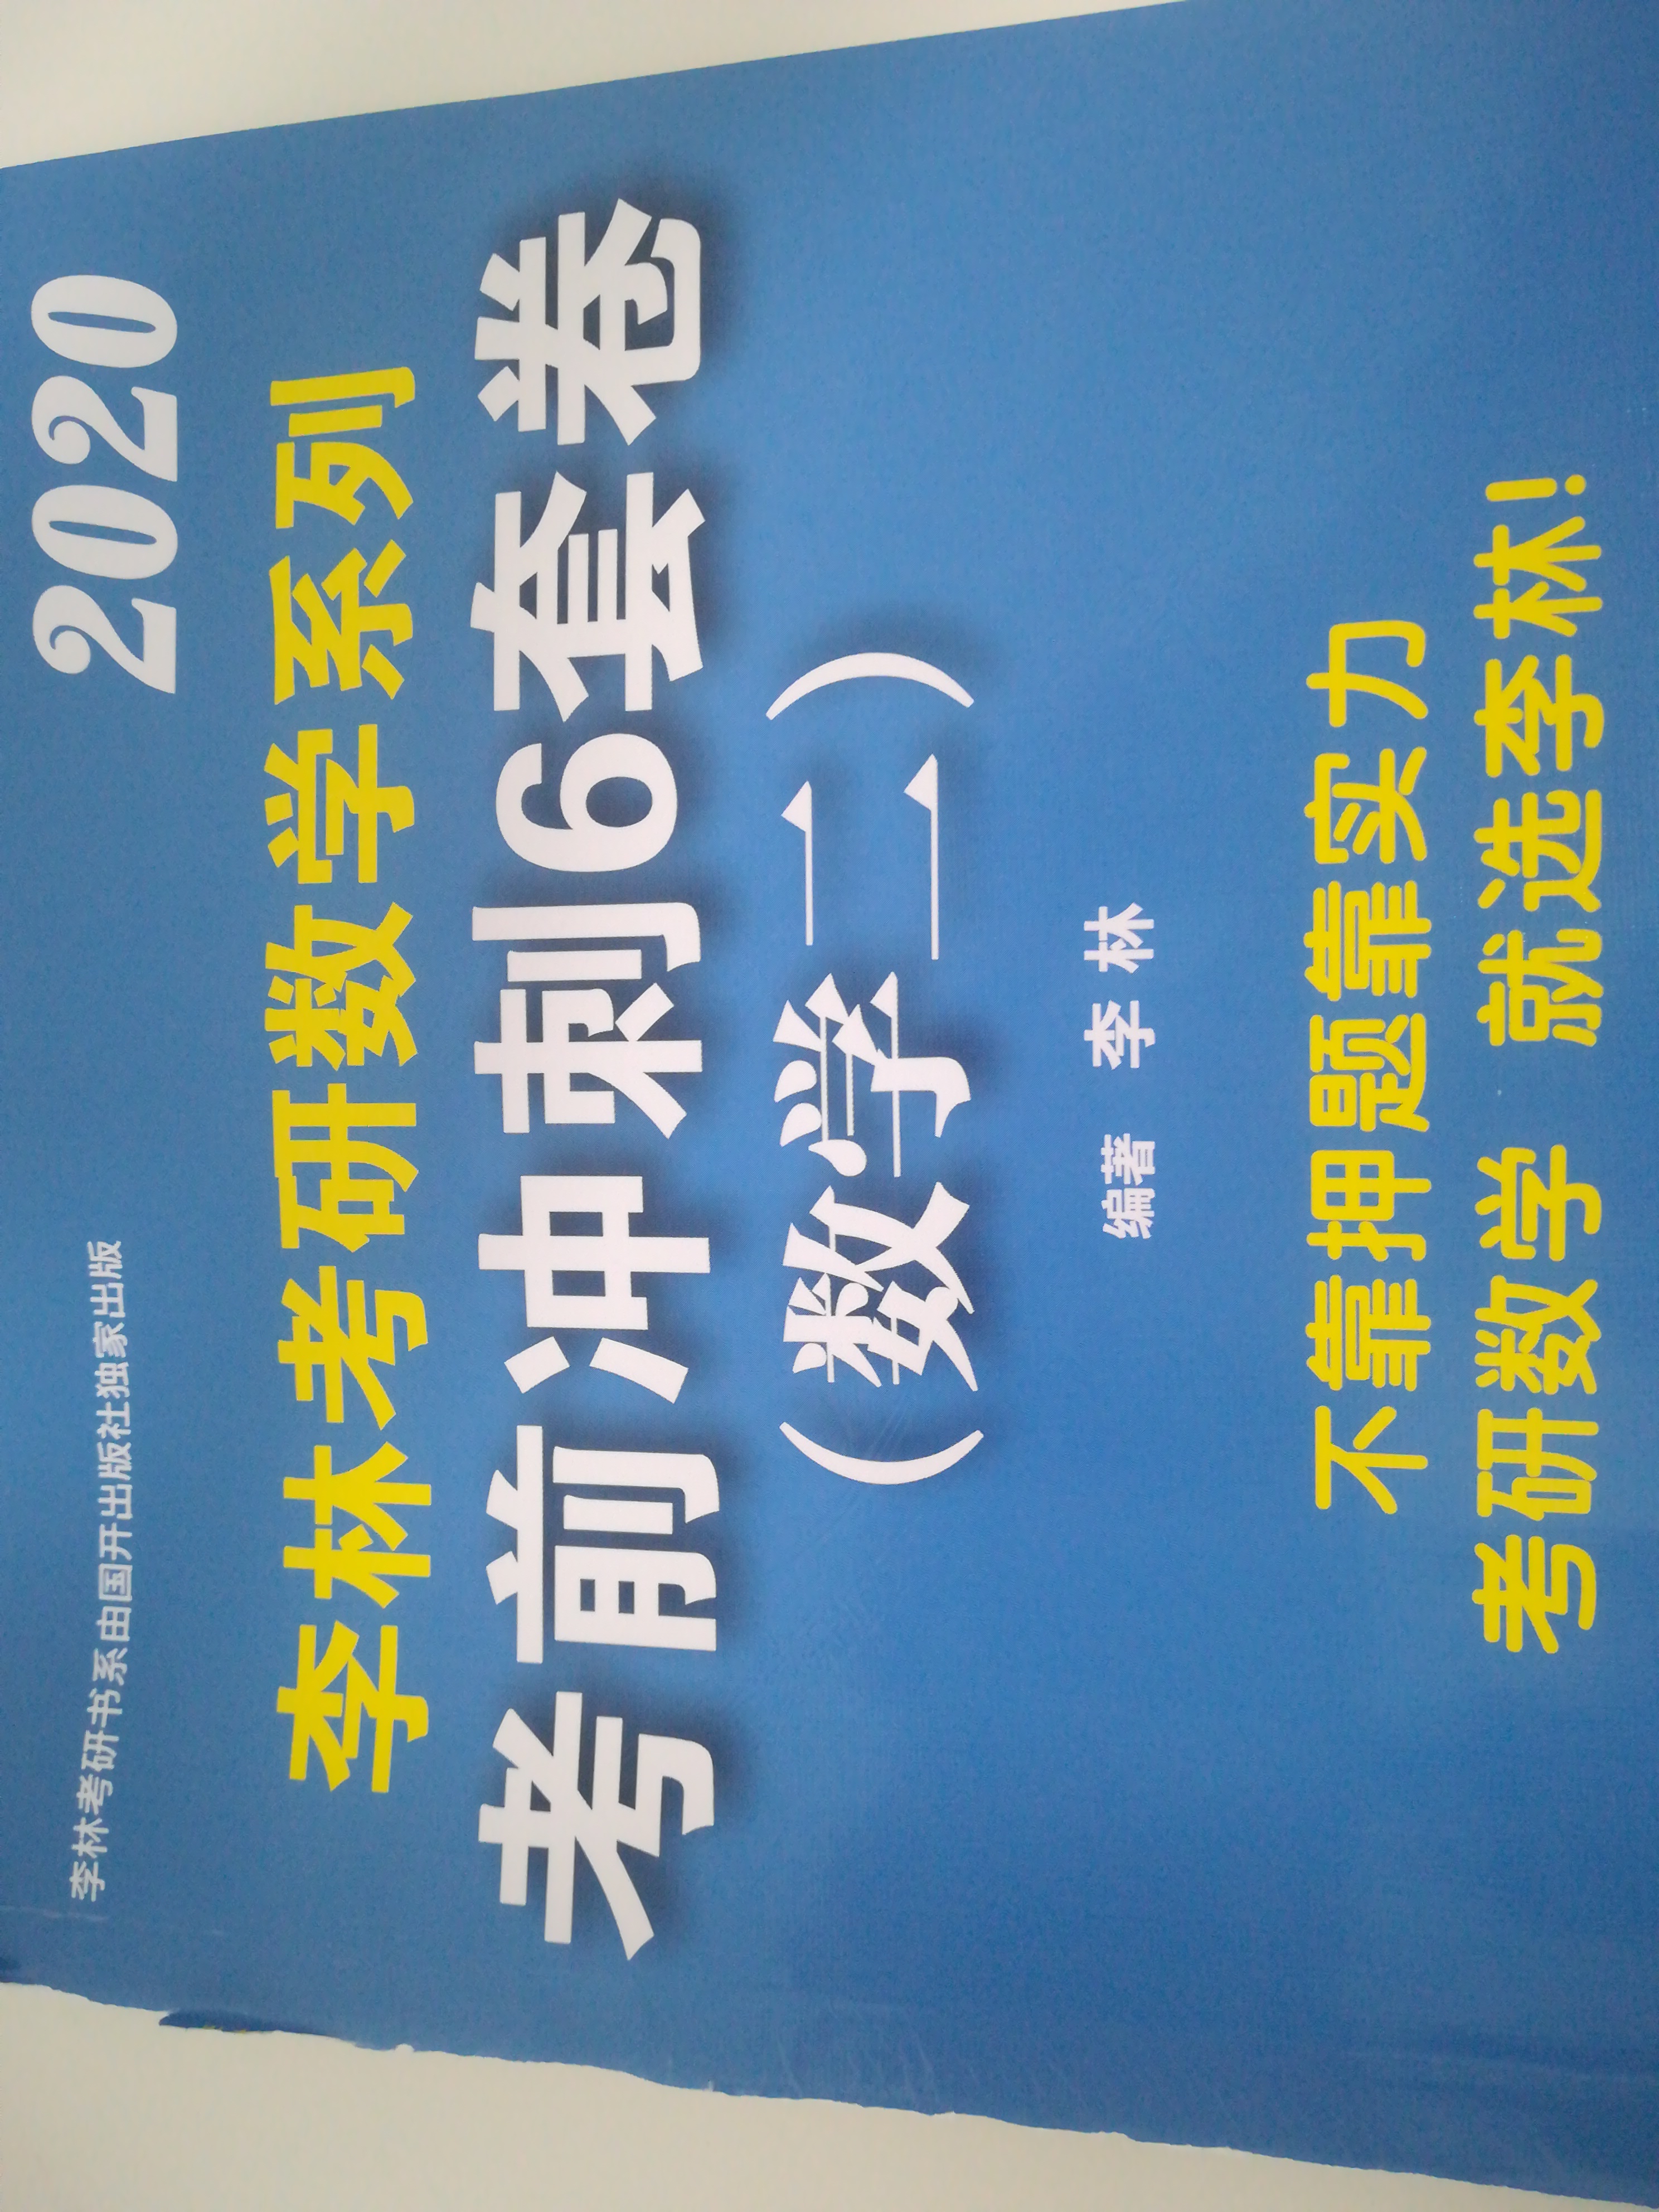 李林考研书系由国开出版社独家出版
2020
李林考研数学系列
考前冲刺6套卷
（数学二）
编著 李林
不靠押题靠实力
考研数学 就选李林！